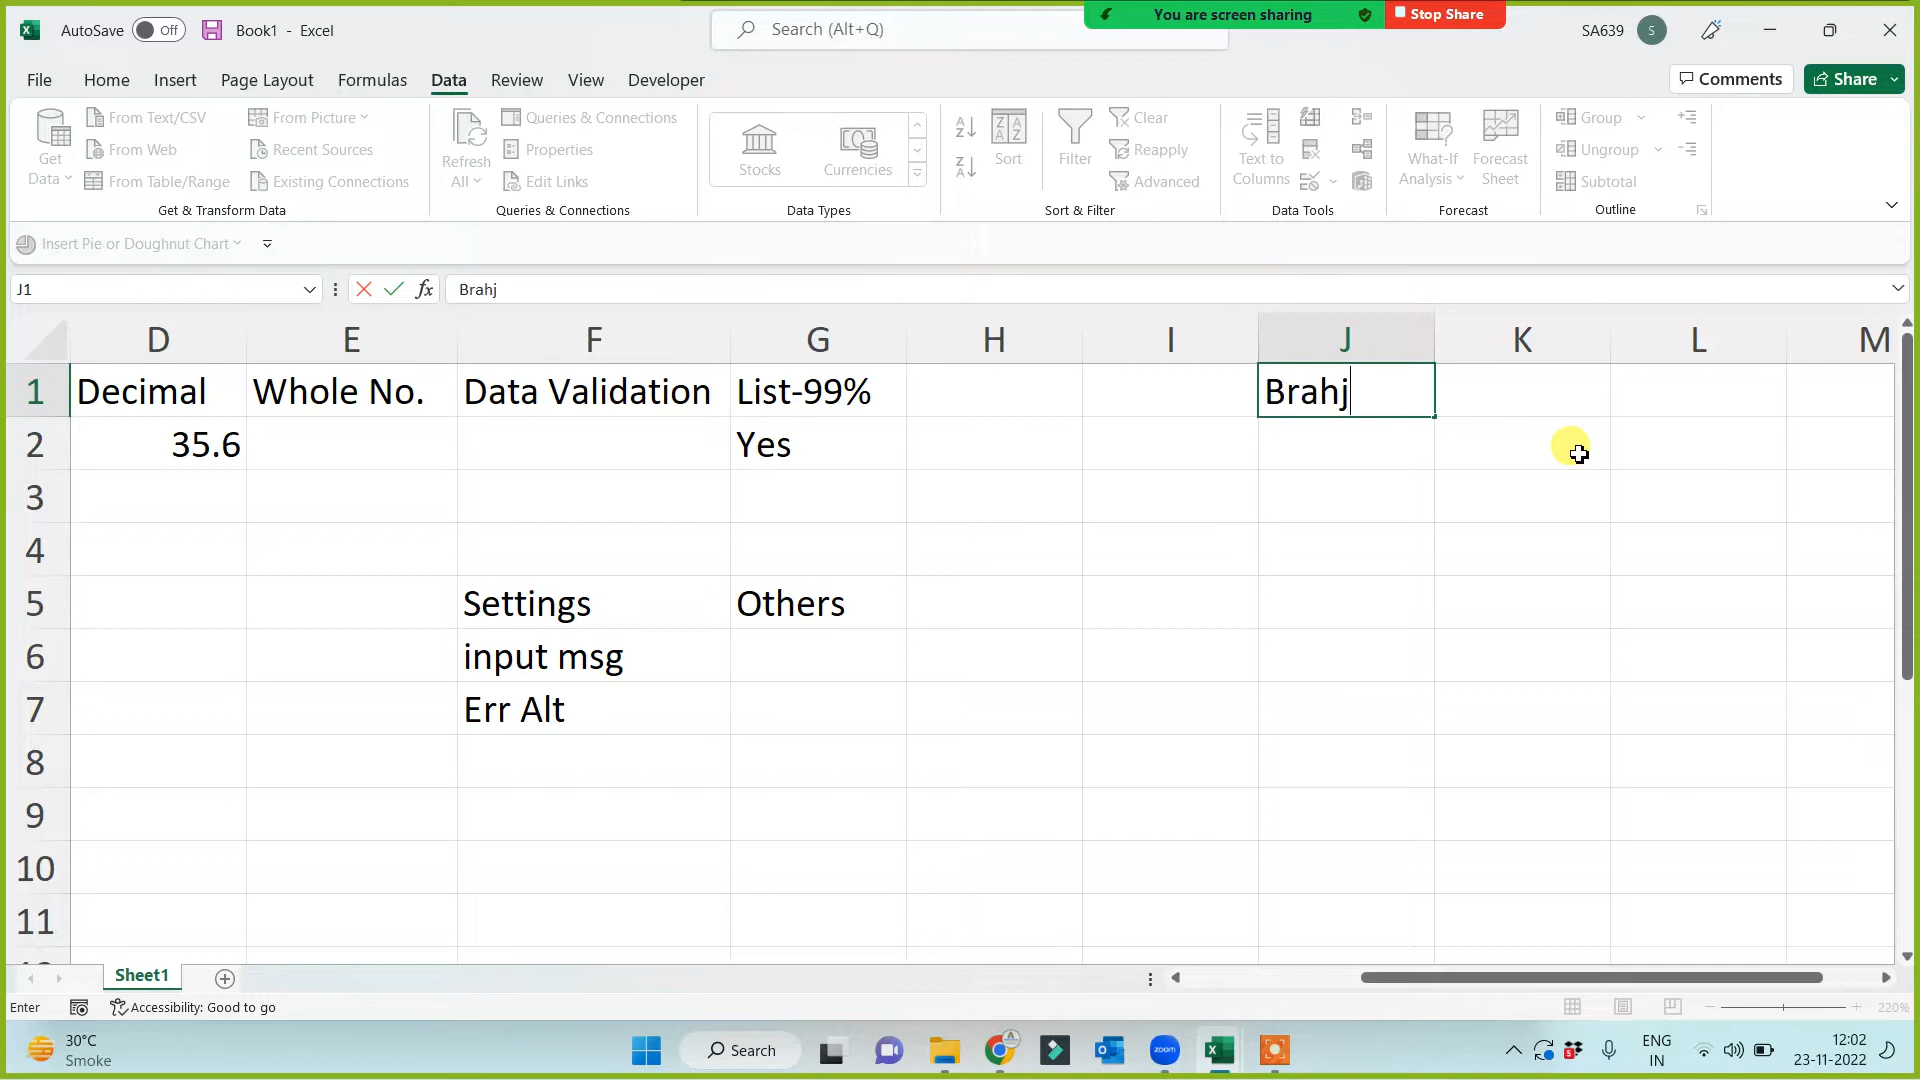 You are screen sharing
Stop Share
AutoSave
Off
Book1 - Excel
Search (Alt+Q)
SA639
S
File
Home
Insert
Page Layout
Formulas
Data
Review
View
Developer
Comments
Share
Get Data
From Text/CSV
From Web
From Table/Range
From Picture
Recent Sources
Existing Connections
Get & Transform Data
Refresh All
Queries & Connections
Properties
Edit Links
Queries & Connections
Stocks
Currencies
Data Types
Sort
Filter
Clear
Reapply
Advanced
Sort & Filter
Text to Columns
Data Tools
What-If Analysis
Forecast Sheet
Forecast
Group
Ungroup
Subtotal
Outline
Insert Pie or Doughnut Chart
J1
fx
Brahj
D E F G H I J K L M
1 Decimal Whole No. Data Validation List-99% Brahj
2 35.6 Yes
3
4
5 Settings Others
6 input msg
7 Err Alt
8
9
10
11
Sheet1
Enter
Accessibility: Good to go
220%
30°C
Smoke
Search
zoom
ENG
IN
12:02
23-11-2022